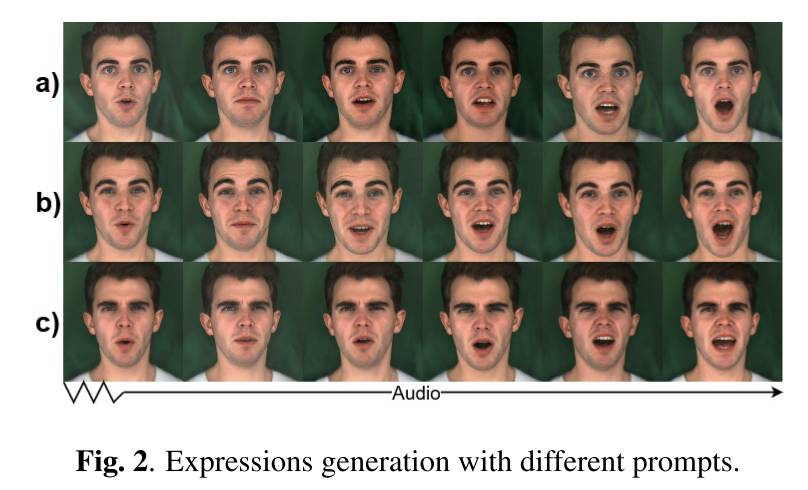 a)
b)
c)
Audio
Fig. 2. Expressions generation with different prompts.